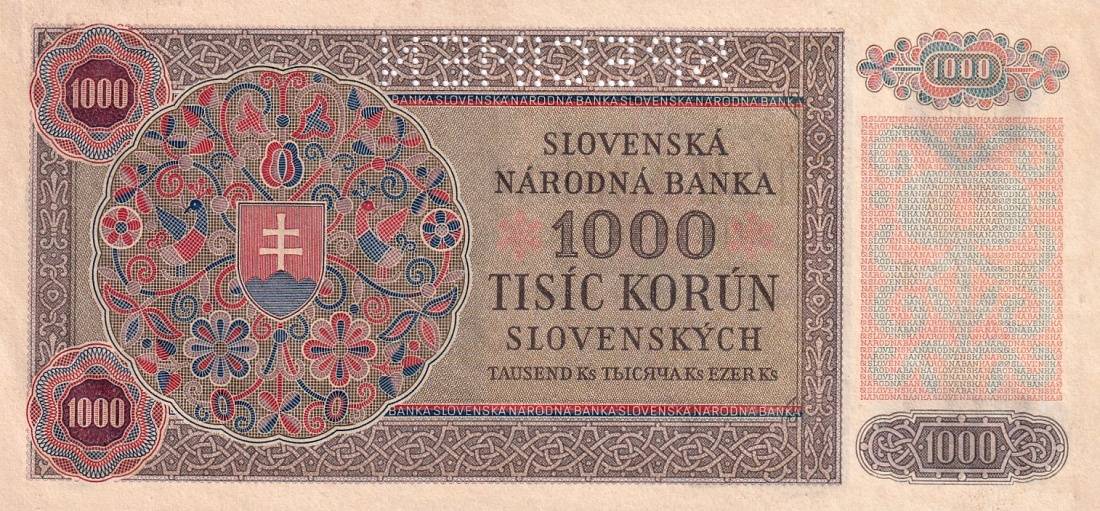 SPECIMEN
1000
1000
BANKA SLOVENSKÁ NÁRODNÁ BANKA SLOVENSKÁ NÁRODNÁ BANKA
SLOVENSKÁ
NÁRODNÁ BANKA
1000
TISÍC KORÚN
SLOVENSKÝCH
TAUSEND Ks ТЫСЯЧА Ks EZER Ks
BANKA SLOVENSKÁ NÁRODNÁ BANKA SLOVENSKÁ NÁRODNÁ BANKA
1000
1000